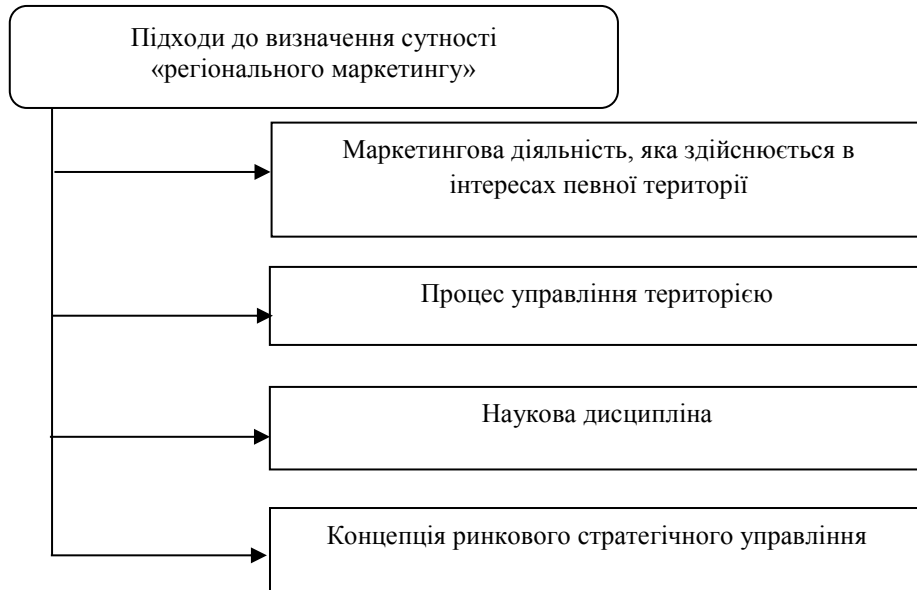 Підходи до визначення сутності
«регіонального маркетингу»
Маркетингова діяльність, яка здійснюється в
інтересах певної території
Процес управління територією
Наукова дисципліна
Концепція ринкового стратегічного управління